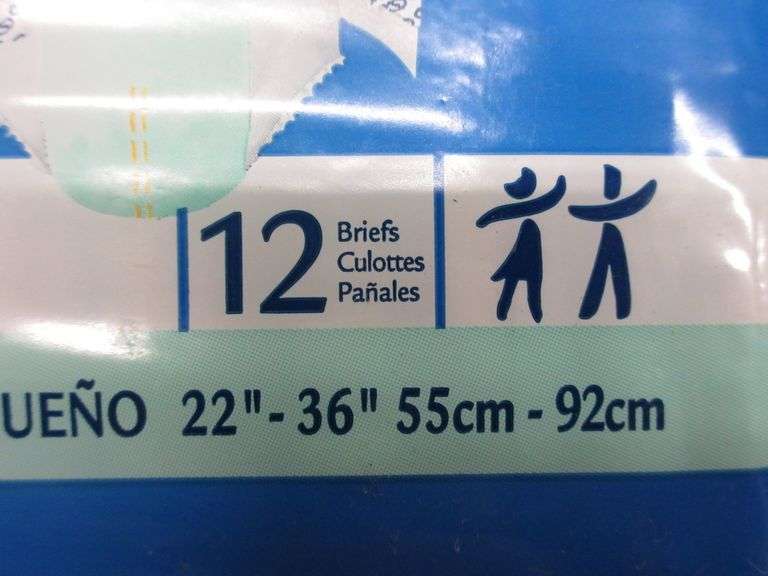 12
Briefs
Culottes
Pañales
UEÑO 22"- 36" 55cm - 92cm